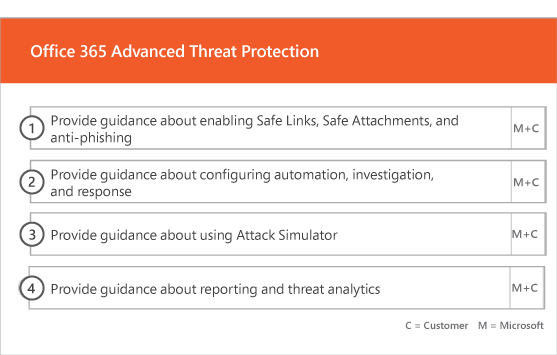 Office 365 Advanced Threat Protection
1 Provide guidance about enabling Safe Links, Safe Attachments, and
anti-phishing
M+C
2 Provide guidance about configuring automation, investigation,
and response
M+C
3 Provide guidance about using Attack Simulator
M+C
4 Provide guidance about reporting and threat analytics
M+C
C = Customer M = Microsoft